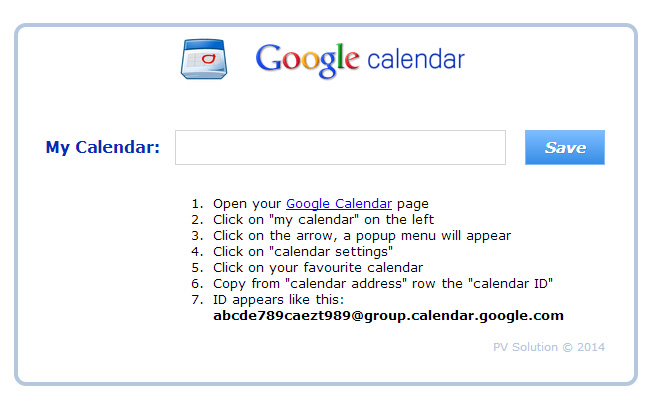 Google calendar
My Calendar:
Save
1. Open your Google Calendar page
2. Click on "my calendar" on the left
3. Click on the arrow, a popup menu will appear
4. Click on "calendar settings"
5. Click on your favourite calendar
6. Copy from "calendar address" row the "calendar ID"
7. ID appears like this:
abcde789caezt989@group.calendar.google.com
PV Solution © 2014